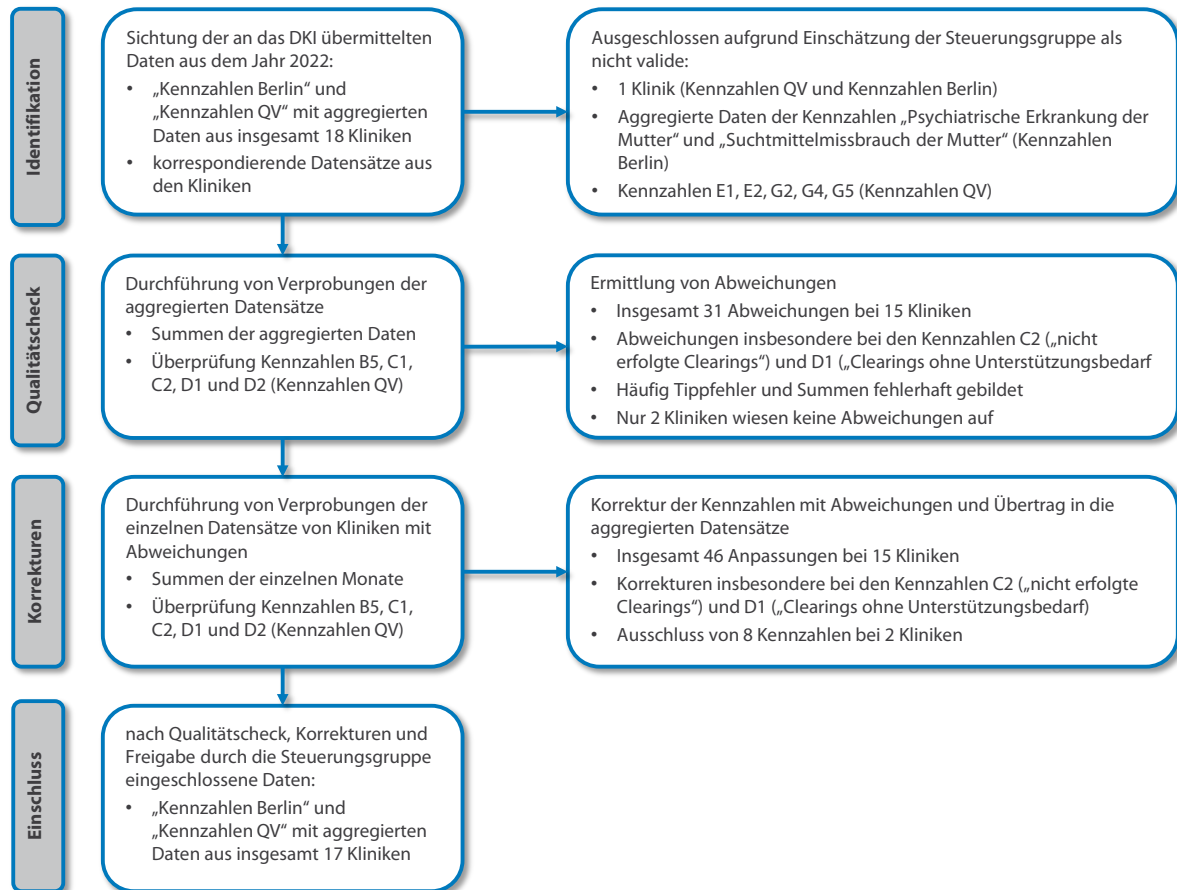 Identifikation
Sichtung der an das DKI übermittelten
Daten aus dem Jahr 2022:
• „Kennzahlen Berlin“ und
„Kennzahlen QV“ mit aggregierten
Daten aus insgesamt 18 Kliniken
• korrespondierende Datensätze aus
den Kliniken
Ausgeschlossen aufgrund Einschätzung der Steuerungsgruppe als
nicht valide:
• 1 Klinik (Kennzahlen QV und Kennzahlen Berlin)
• Aggregierte Daten der Kennzahlen „Psychiatrische Erkrankung der
Mutter“ und „Suchtmittelmissbrauch der Mutter“ (Kennzahlen
Berlin)
• Kennzahlen E1, E2, G2, G4, G5 (Kennzahlen QV)
Qualitätscheck
Durchführung von Verprobungen der
aggregierten Datensätze
• Summen der aggregierten Daten
• Überprüfung Kennzahlen B5, C1,
C2, D1 und D2 (Kennzahlen QV)
Ermittlung von Abweichungen
• Insgesamt 31 Abweichungen bei 15 Kliniken
• Abweichungen insbesondere bei den Kennzahlen C2 („nicht
erfolgte Clearings“) und D1 („Clearings ohne Unterstützungsbedarf
• Häufig Tippfehler und Summen fehlerhaft gebildet
• Nur 2 Kliniken wiesen keine Abweichungen auf
Korrekturen
Durchführung von Verprobungen der
einzelnen Datensätze von Kliniken mit
Abweichungen
• Summen der einzelnen Monate
• Überprüfung Kennzahlen B5, C1,
C2, D1 und D2 (Kennzahlen QV)
Korrektur der Kennzahlen mit Abweichungen und Übertrag in die
aggregierten Datensätze
• Insgesamt 46 Anpassungen bei 15 Kliniken
• Korrekturen insbesondere bei den Kennzahlen C2 („nicht erfolgte
Clearings“) und D1 („Clearings ohne Unterstützungsbedarf)
• Ausschluss von 8 Kennzahlen bei 2 Kliniken
Einschluss
nach Qualitätscheck, Korrekturen und
Freigabe durch die Steuerungsgruppe
eingeschlossene Daten:
• „Kennzahlen Berlin“ und
„Kennzahlen QV“ mit aggregierten
Daten aus insgesamt 17 Kliniken